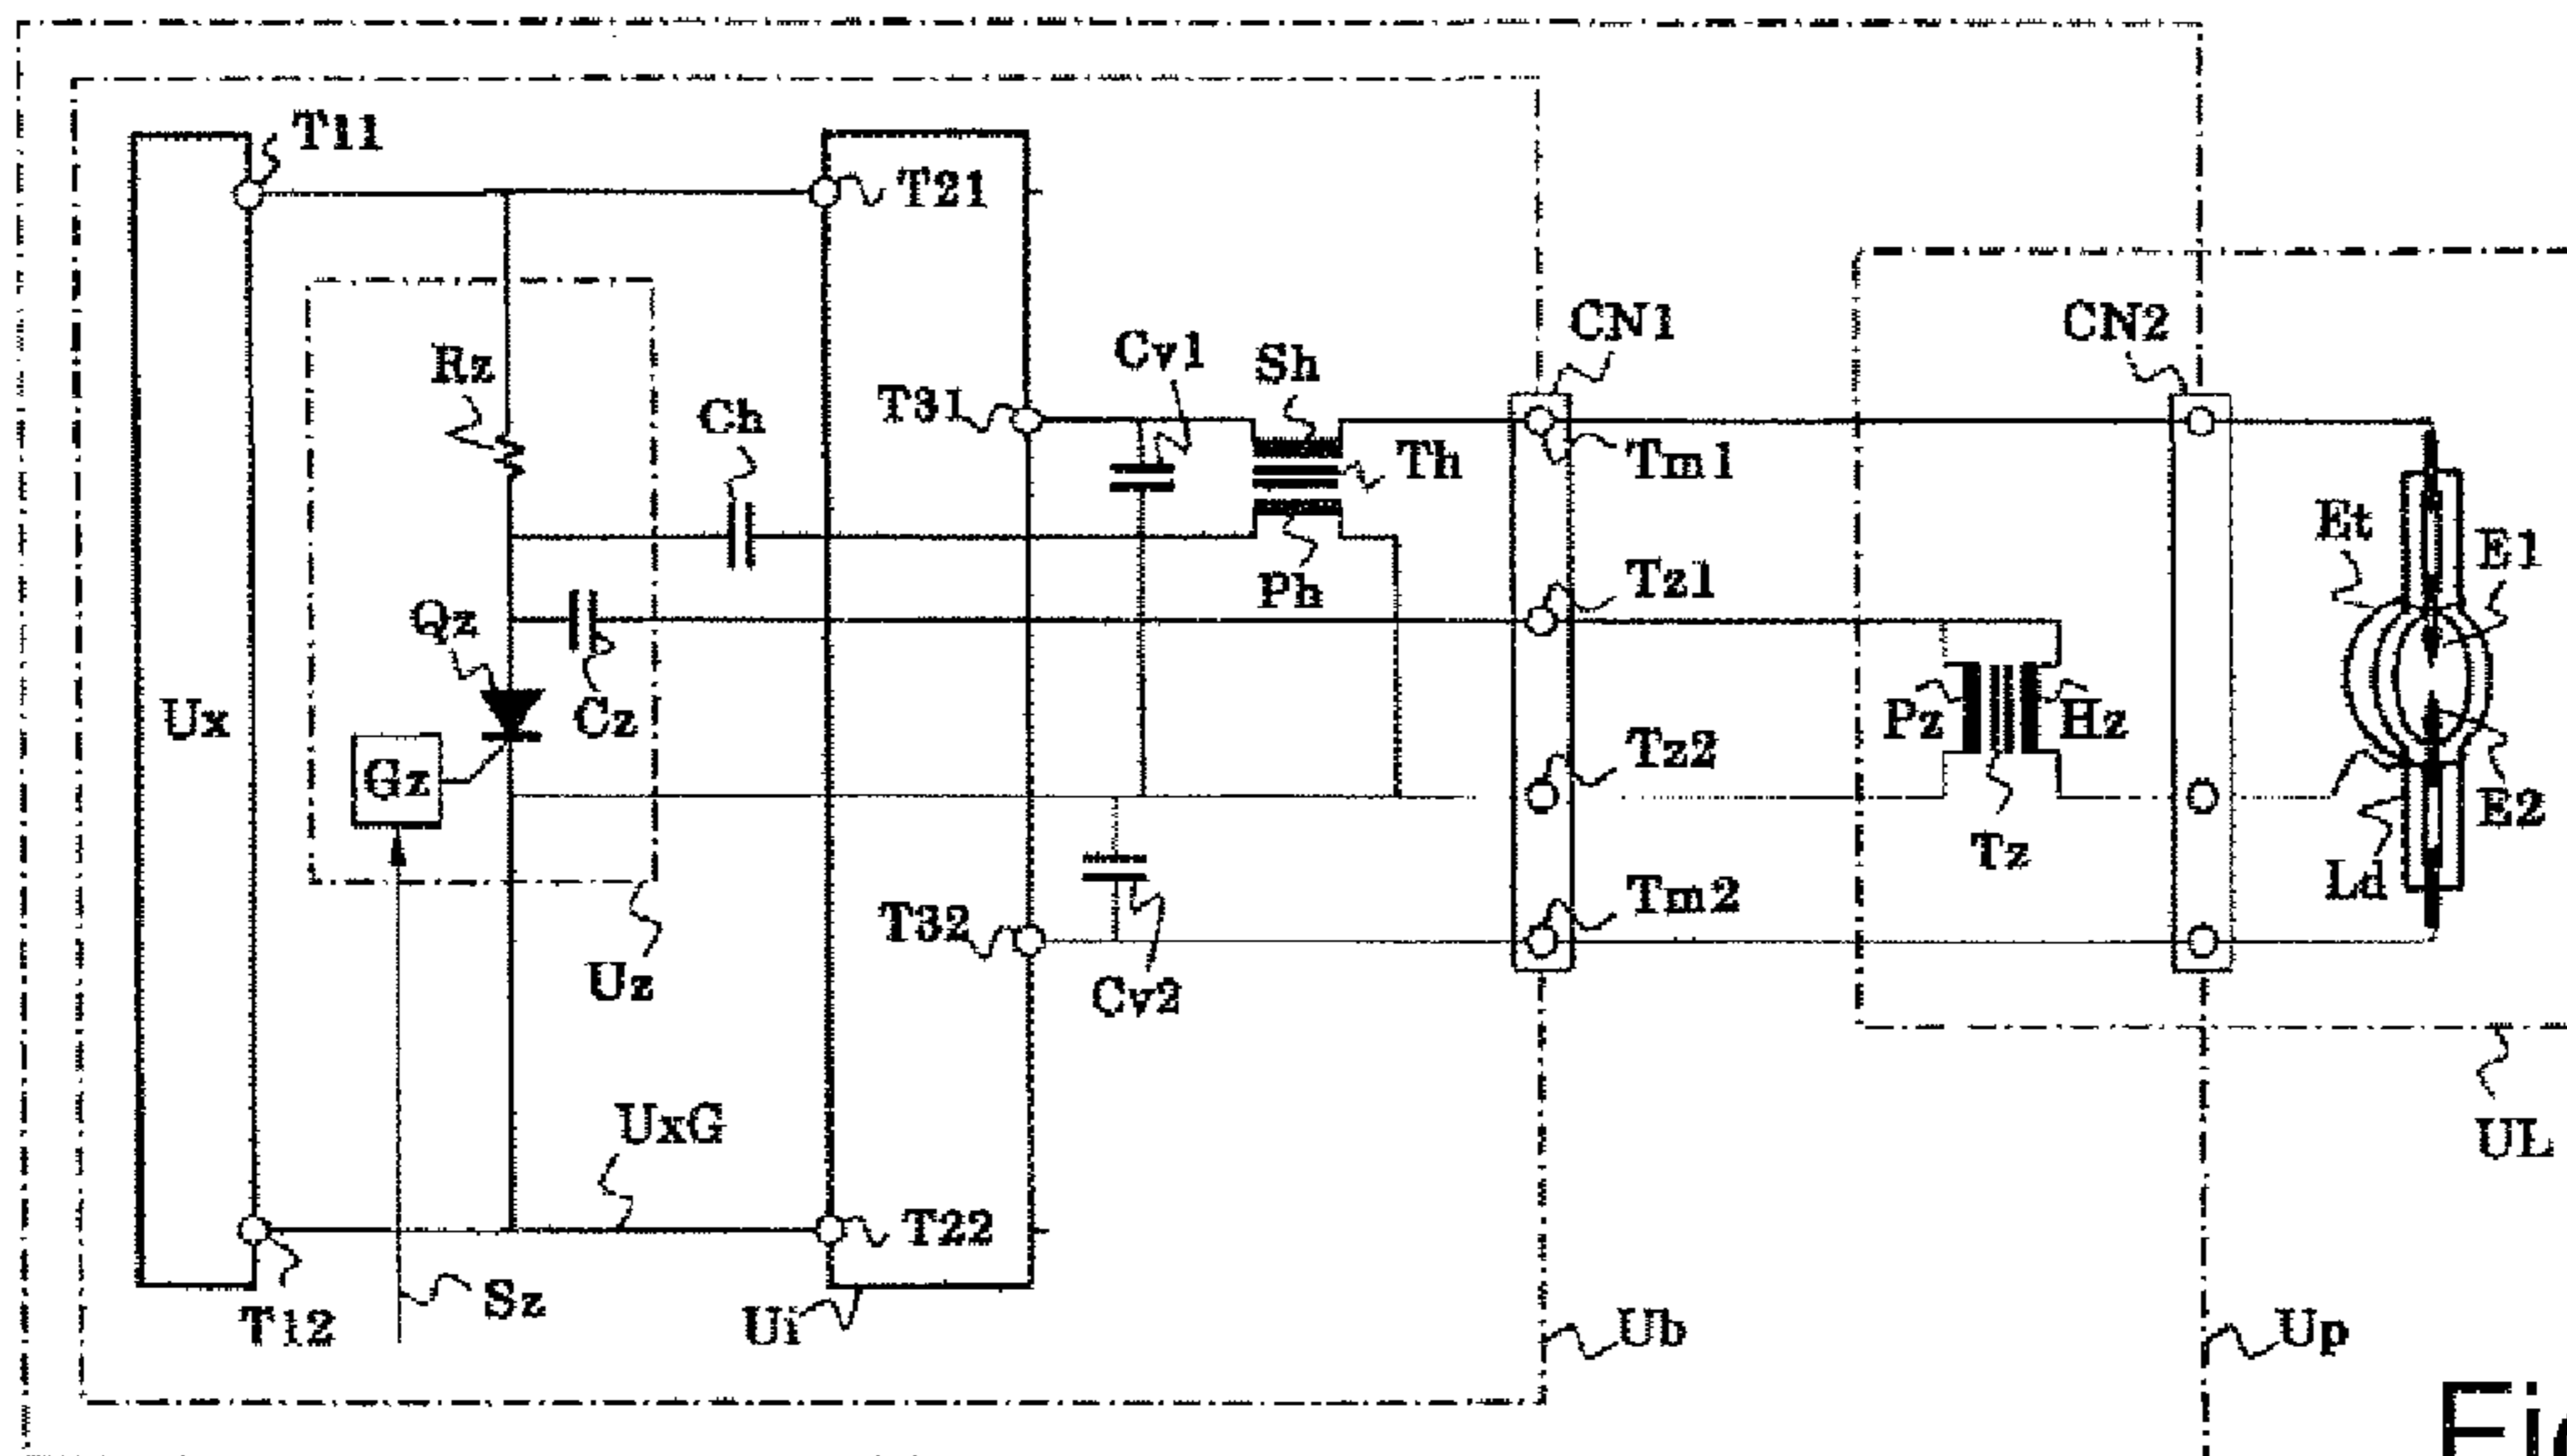 T11
T21
CN1
CN2
Rz
Cv1
Sh
Ch
T31
Th
Tm1
Et
E1
Ph
Tz1
Qz
Cz
Ux
Pz
Hz
Tz2
Gz
Tz
E2
Ld
Tm2
T32
Uz
Cv2
UxG
UL
T22
Sz
T12
Ui
Ub
Up